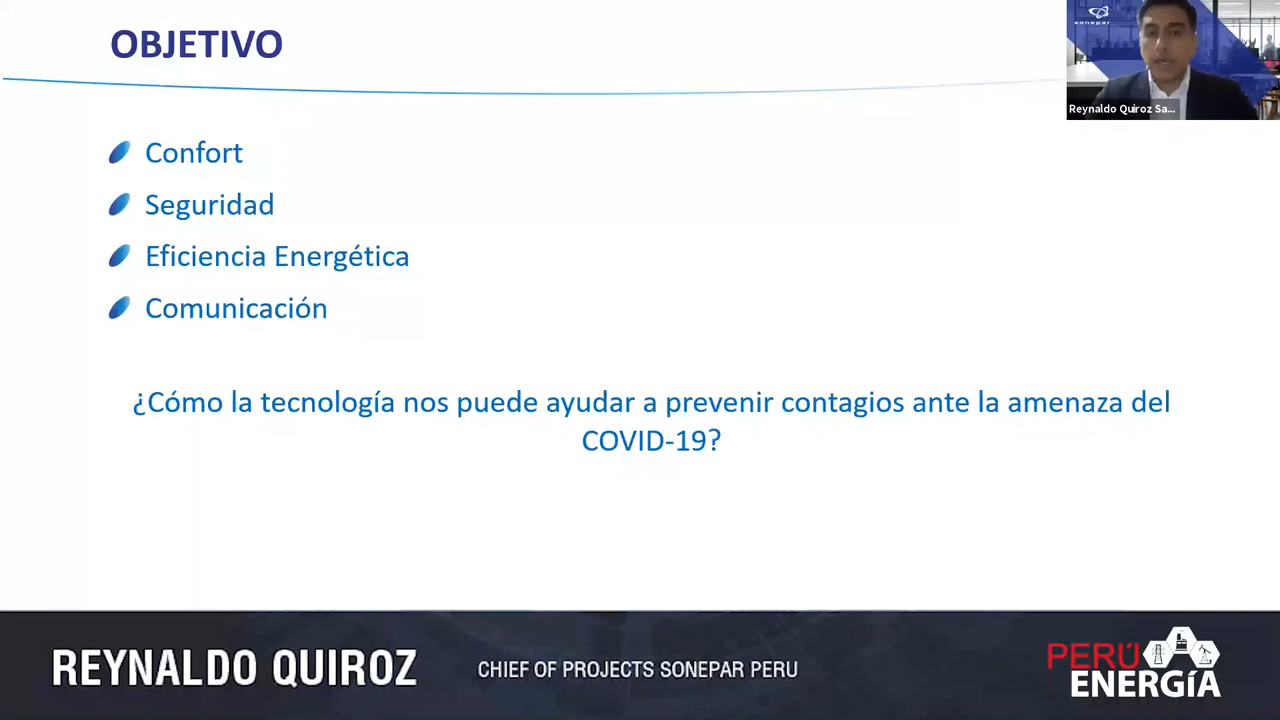 OBJETIVO
sonepar
Reynaldo Quiroz Sa...
Confort
Seguridad
Eficiencia Energética
Comunicación
¿Cómo la tecnología nos puede ayudar a prevenir contagios ante la amenaza del
COVID-19?
REYNALDO QUIROZ
CHIEF OF PROJECTS SONEPAR PERU
PERÚ
ENERGÍA